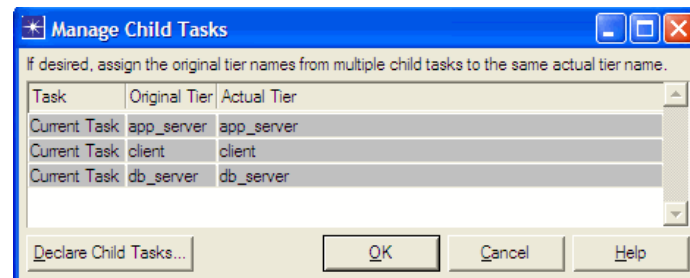 Manage Child Tasks
If desired, assign the original tier names from multiple child tasks to the same actual tier name.
Task Original Tier Actual Tier
Current Task app_server app_server
Current Task client client
Current Task db_server db_server
Declare Child Tasks... OK Cancel Help